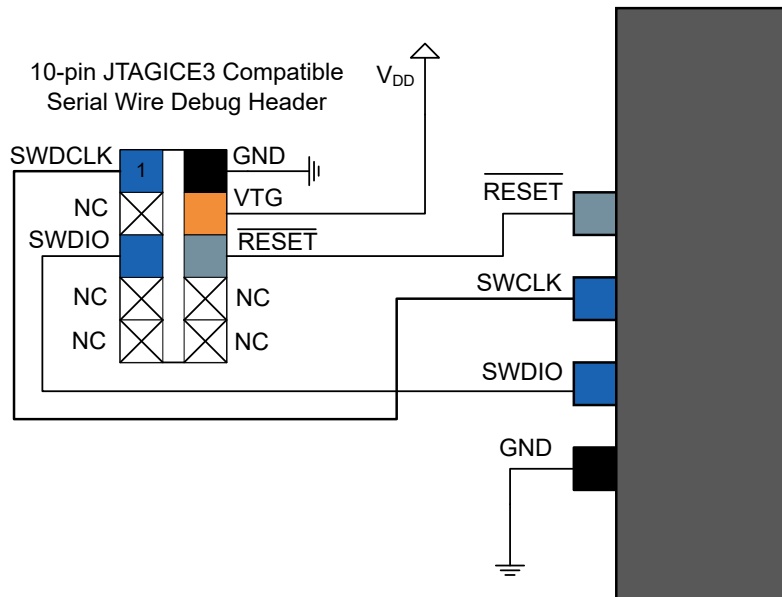 10-pin JTAGICE3 Compatible
Serial Wire Debug Header
VDD
SWDCLK
1
GND
NC
VTG
SWDIO
RESET
NC
NC
NC
NC
RESET
SWCLK
SWDIO
GND